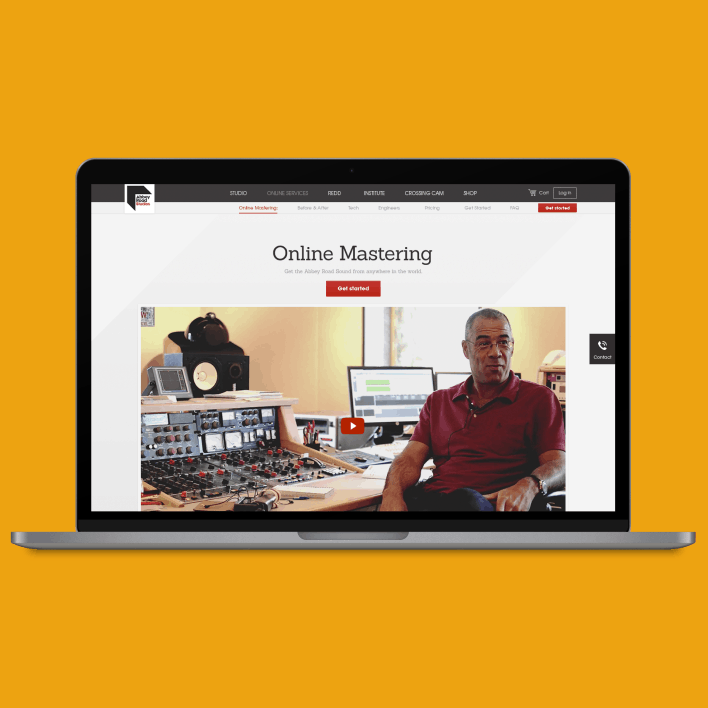 Abbey
Road
Studios
STUDIO ONLINE SERVICES REDD INSTITUTE CROSSING CAM SHOP Cart Log in
Online Mastering Before & After Tech Engineers Pricing Get Started FAQ Get started
Online Mastering
Get the Abbey Road Sound from anywhere in the world
Get started
Contact